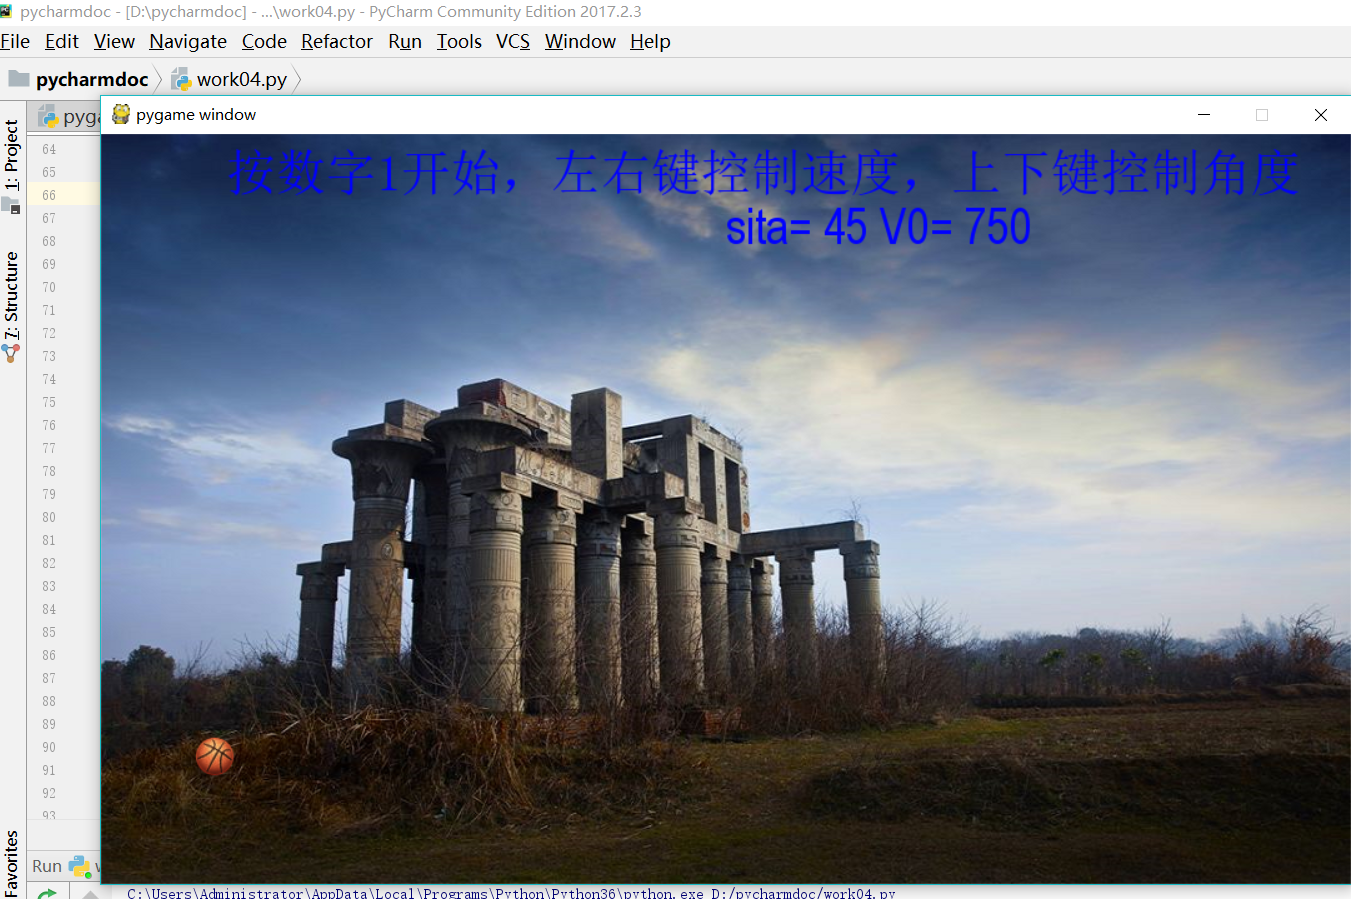 pycharmdoc - [D:\pycharmdoc] - ...\work04.py - PyCharm Community Edition 2017.2.3
File Edit View Navigate Code Refactor Run Tools VCS Window Help
pycharmdoc work04.py
1: Project
7: Structure
Favorites
pyga
pygame window
按数字1开始，左右键控制速度，上下键控制角度
sita= 45 V0= 750
64
65
66
67
68
69
70
71
72
73
74
75
76
77
78
79
80
81
82
83
84
85
86
87
88
89
90
91
92
93
Run
C:\Users\Administrator\AppData\Local\Programs\Python\Python36\python.exe D:/pycharmdoc/work04.py